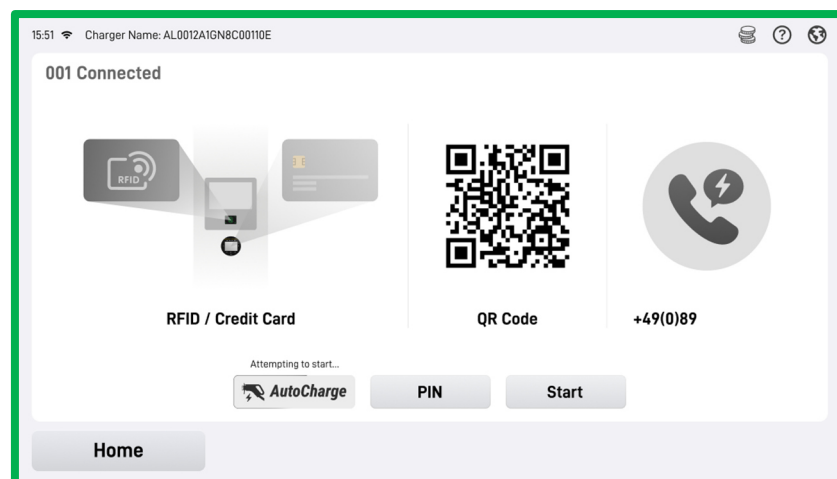 15:51 Charger Name: AL0012A1GN8C00110E
001 Connected
RFID
RFID / Credit Card
QR Code
+49(0)89
Attempting to start...
AutoCharge
PIN
Start
Home